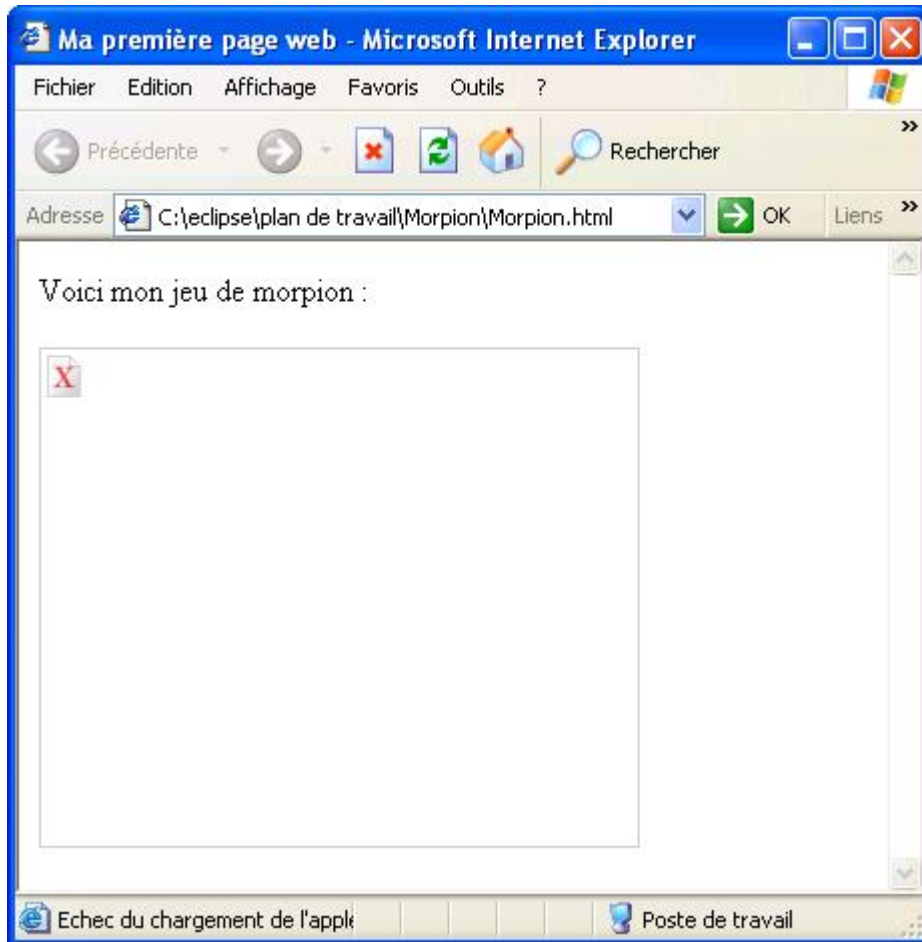 Ma première page web - Microsoft Internet Explorer
Fichier Edition Affichage Favoris Outils ?
Précédente Rechercher »
Adresse C:\eclipse\plan de travail\Morpion\Morpion.html OK Liens »
Voici mon jeu de morpion :
X
Echec du chargement de l'apple Poste de travail